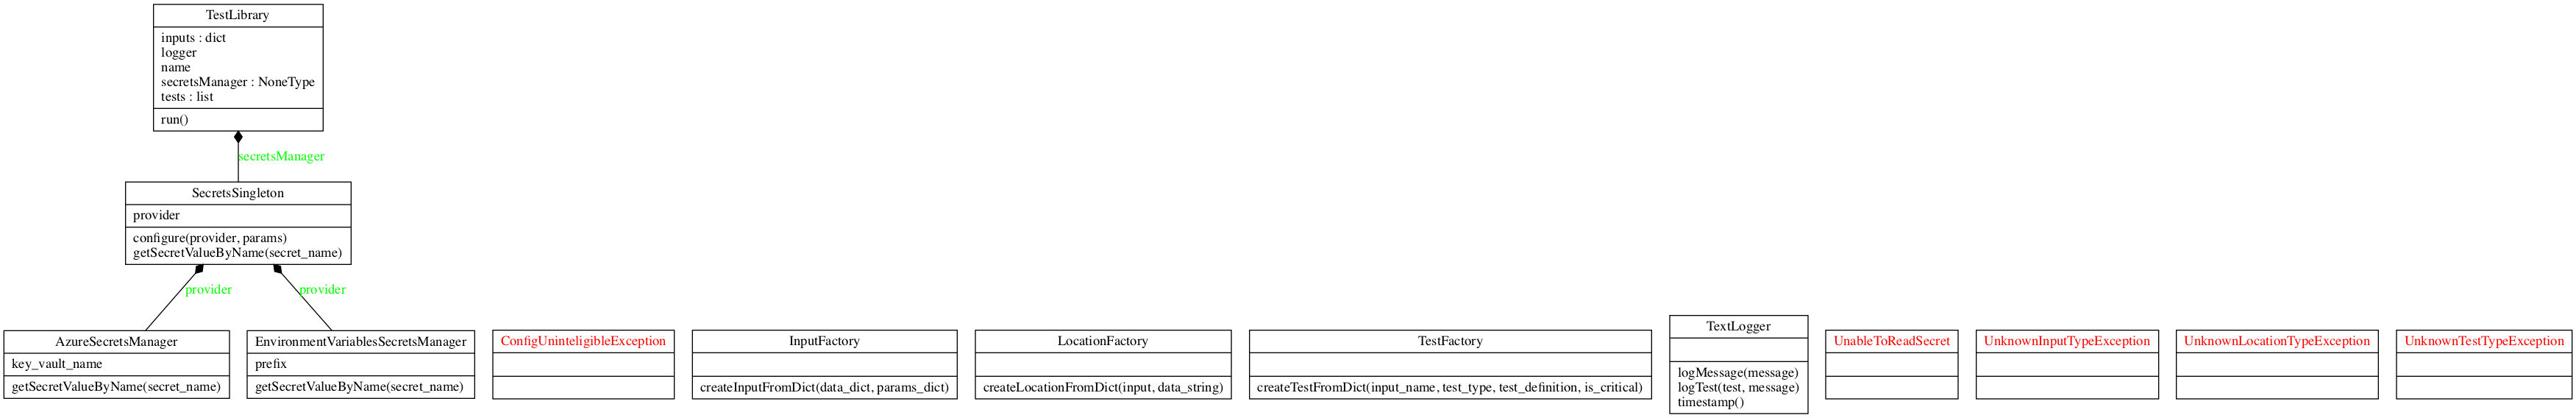 TestLibrary
inputs : dict
logger
name
secretsManager : NoneType
tests : list
run()
secretsManager
SecretsSingleton
provider
configure(provider, params)
getSecretValueByName(secret_name)
provider
provider
AzureSecretsManager
key_vault_name
getSecretValueByName(secret_name)
EnvironmentVariablesSecretsManager
prefix
getSecretValueByName(secret_name)
ConfigUninteligibleException
InputFactory
createInputFromDict(data_dict, params_dict)
LocationFactory
createLocationFromDict(input, data_string)
TestFactory
createTestFromDict(input_name, test_type, test_definition, is_critical)
TextLogger
logMessage(message)
logTest(test, message)
timestamp()
UnableToReadSecret
UnknownInputTypeException
UnknownLocationTypeException
UnknownTestTypeException